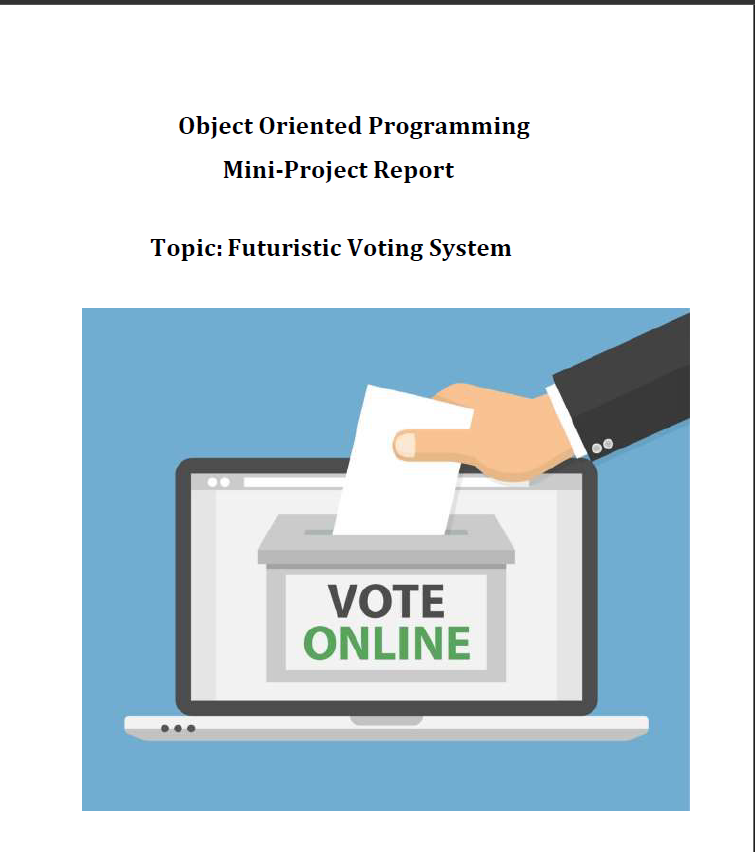 Object Oriented Programming
Mini-Project Report
Topic: Futuristic Voting System
VOTE
ONLINE